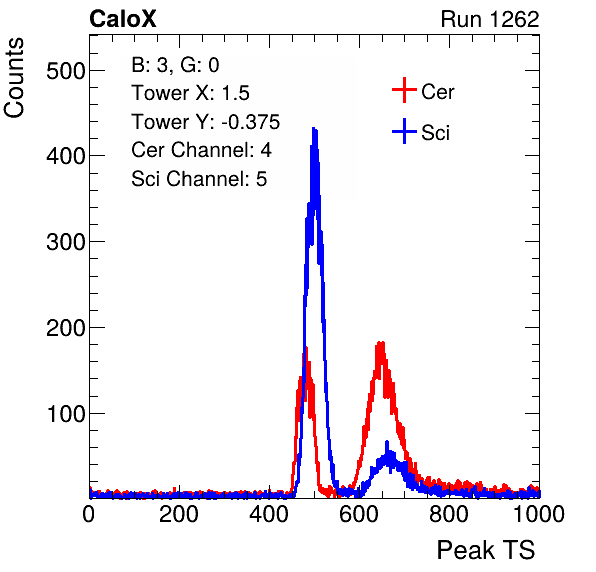 CaloX Run 1262
Counts
B: 3, G: 0
Tower X: 1.5
Tower Y: -0.375
Cer Channel: 4
Sci Channel: 5
Cer
Sci
500
400
300
200
100
0 200 400 600 800 1000
Peak TS